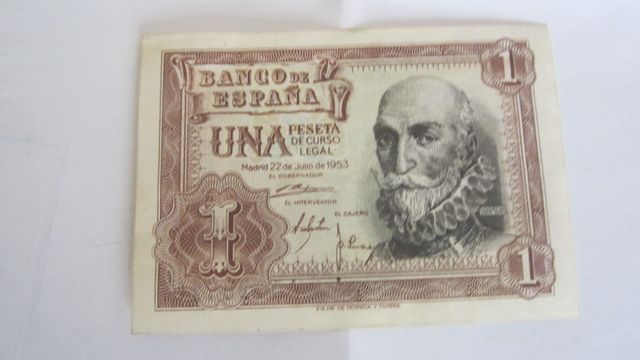 1
BANCO DE
ESPAÑA
UNA PESETA
DE CURSO
LEGAL
Madrid 22 de Julio de 1953
EL GOBERNADOR
EL INTERVENTOR
EL CAJERO
1
1